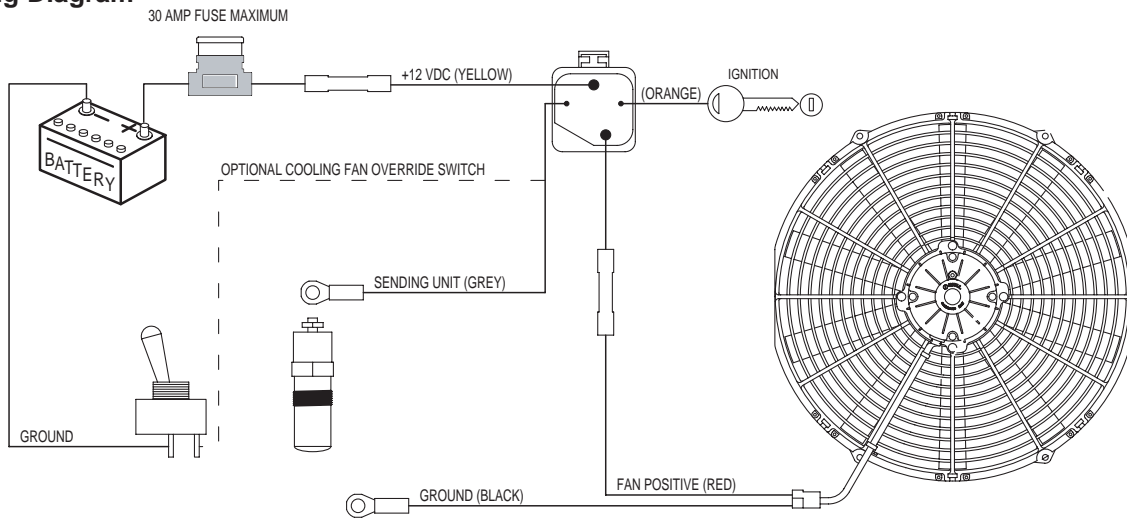 30 AMP FUSE MAXIMUM
+12 VDC (YELLOW)
IGNITION
(ORANGE)
BATTERY
OPTIONAL COOLING FAN OVERRIDE SWITCH
SENDING UNIT (GREY)
GROUND
FAN POSITIVE (RED)
GROUND (BLACK)